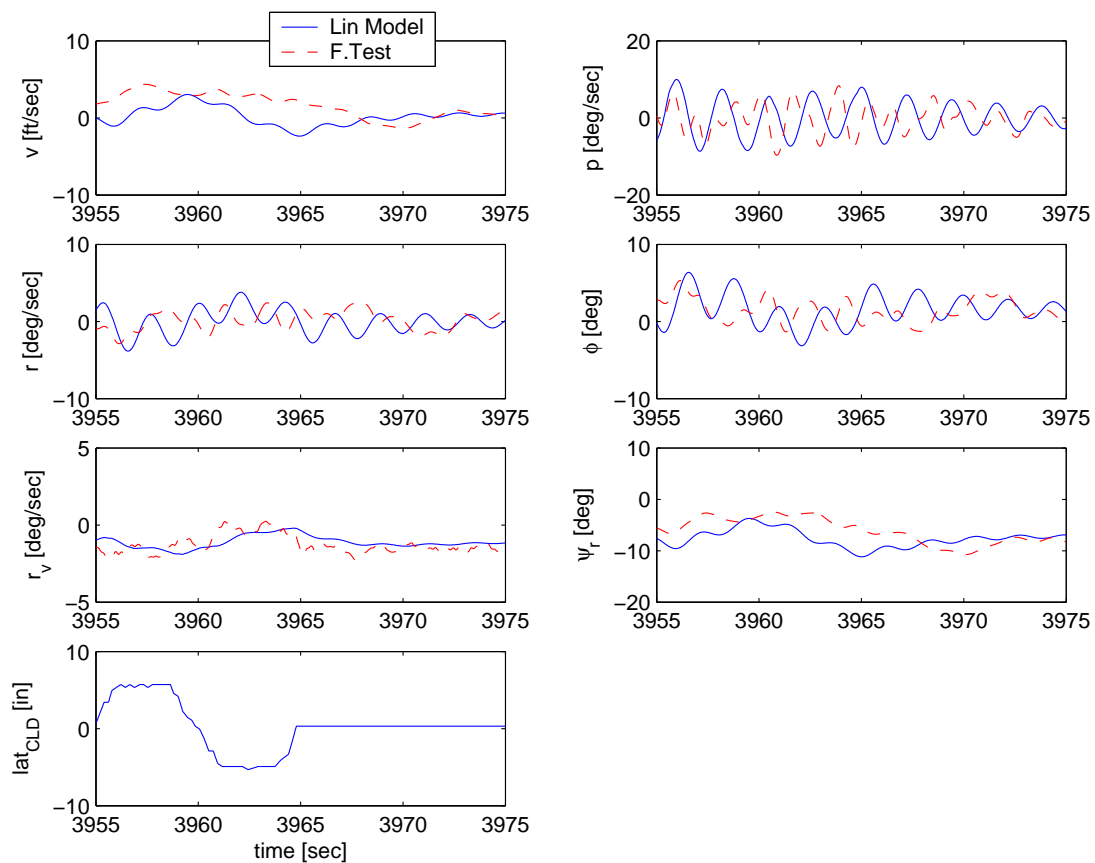 Lin Model
F.Test
10
0
−10
v [ft/sec]
3955 3960 3965 3970 3975
20
0
−20
p [deg/sec]
3955 3960 3965 3970 3975
10
0
−10
r [deg/sec]
3955 3960 3965 3970 3975
10
0
−10
ϕ [deg]
3955 3960 3965 3970 3975
5
0
−5
r_v [deg/sec]
3955 3960 3965 3970 3975
10
0
−10
−20
ψ_r [deg]
3955 3960 3965 3970 3975
10
0
−10
lat_CLD [in]
3955 3960 3965 3970 3975
time [sec]